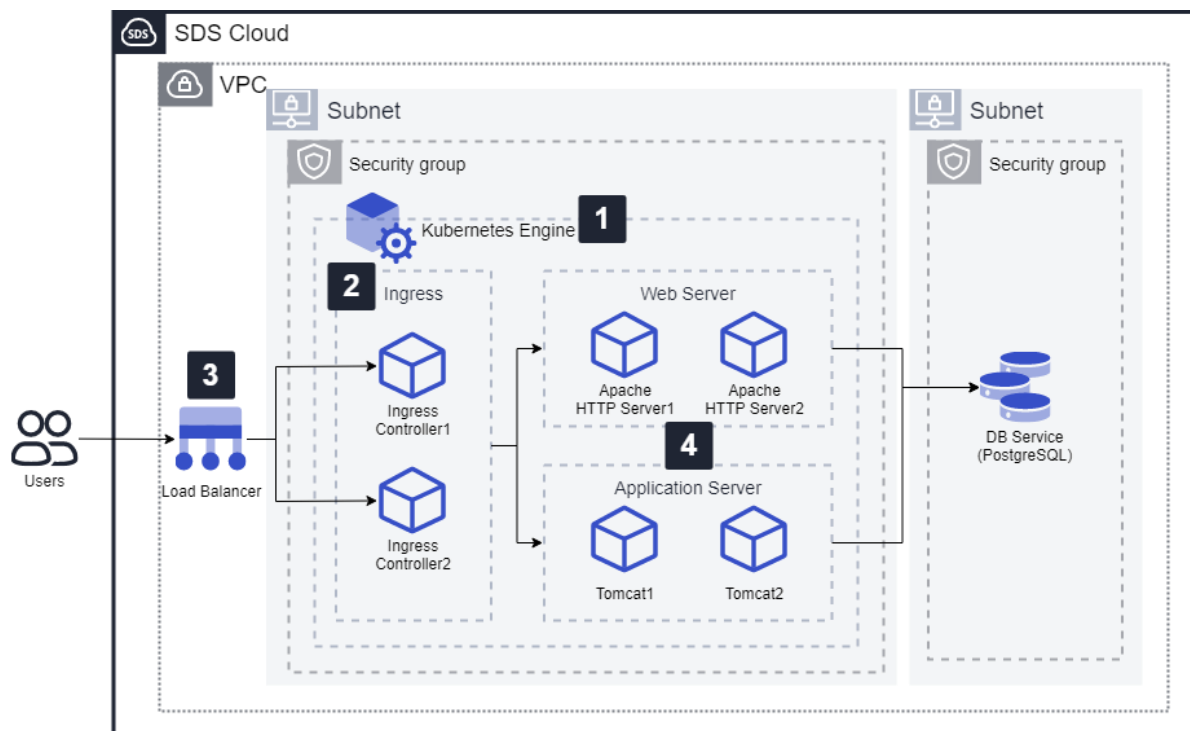 SDS
SDS Cloud
VPC
Subnet
Subnet
Security group
Security group
1
Kubernetes Engine
2
Ingress
Web Server
3
Apache
HTTP Server1
Apache
HTTP Server2
Ingress
Controller1
4
DB Service
(PostgreSQL)
Users
Load Balancer
Application Server
Ingress
Controller2
Tomcat1
Tomcat2